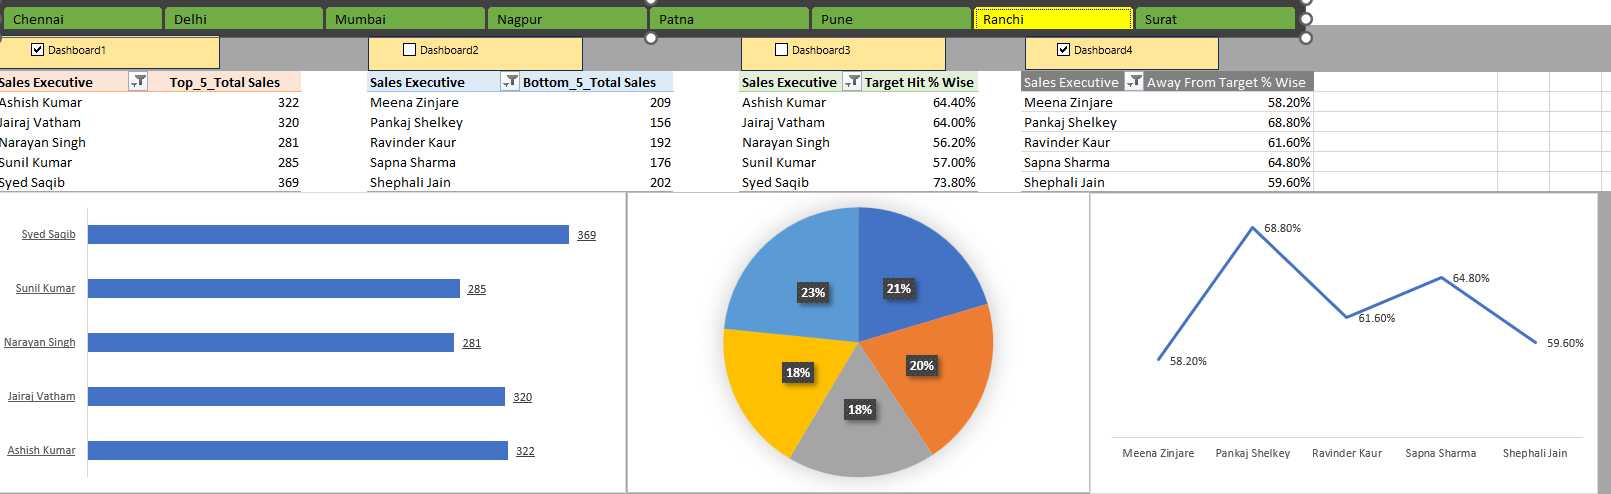 Chennai Delhi Mumbai Nagpur Patna Pune Ranchi Surat
Dashboard1 Dashboard2 Dashboard3 Dashboard4
Sales Executive Top_5_Total Sales Sales Executive Bottom_5_Total Sales Sales Executive Target Hit % Wise Sales Executive Away From Target % Wise
Ashish Kumar 322 Meena Zinjare 209 Ashish Kumar 64.40% Meena Zinjare 58.20%
Jairaj Vatham 320 Pankaj Shelkey 156 Jairaj Vatham 64.00% Pankaj Shelkey 68.80%
Narayan Singh 281 Ravinder Kaur 192 Narayan Singh 56.20% Ravinder Kaur 61.60%
Sunil Kumar 285 Sapna Sharma 176 Sunil Kumar 57.00% Sapna Sharma 64.80%
Syed Saqib 369 Shephali Jain 202 Syed Saqib 73.80% Shephali Jain 59.60%
Syed Saqib 369
Sunil Kumar 285
Narayan Singh 281
Jairaj Vatham 320
Ashish Kumar 322
23% 21%
18% 20%
18%
68.80%
64.80%
61.60%
59.60%
58.20%
Meena Zinjare Pankaj Shelkey Ravinder Kaur Sapna Sharma Shephali Jain